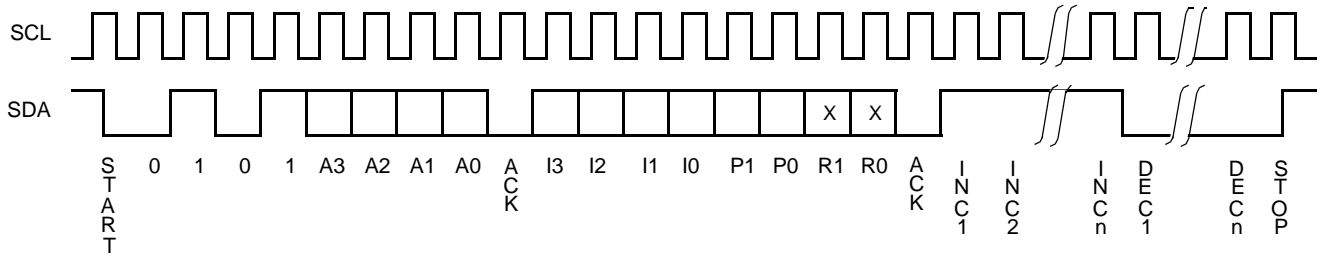 SCL
SDA
X X
START 0 1 0 1 A3 A2 A1 A0 ACK I3 I2 I1 I0 P1 P0 R1 R0 ACK INC1 INC2 INCn DEC1 DECn STOP